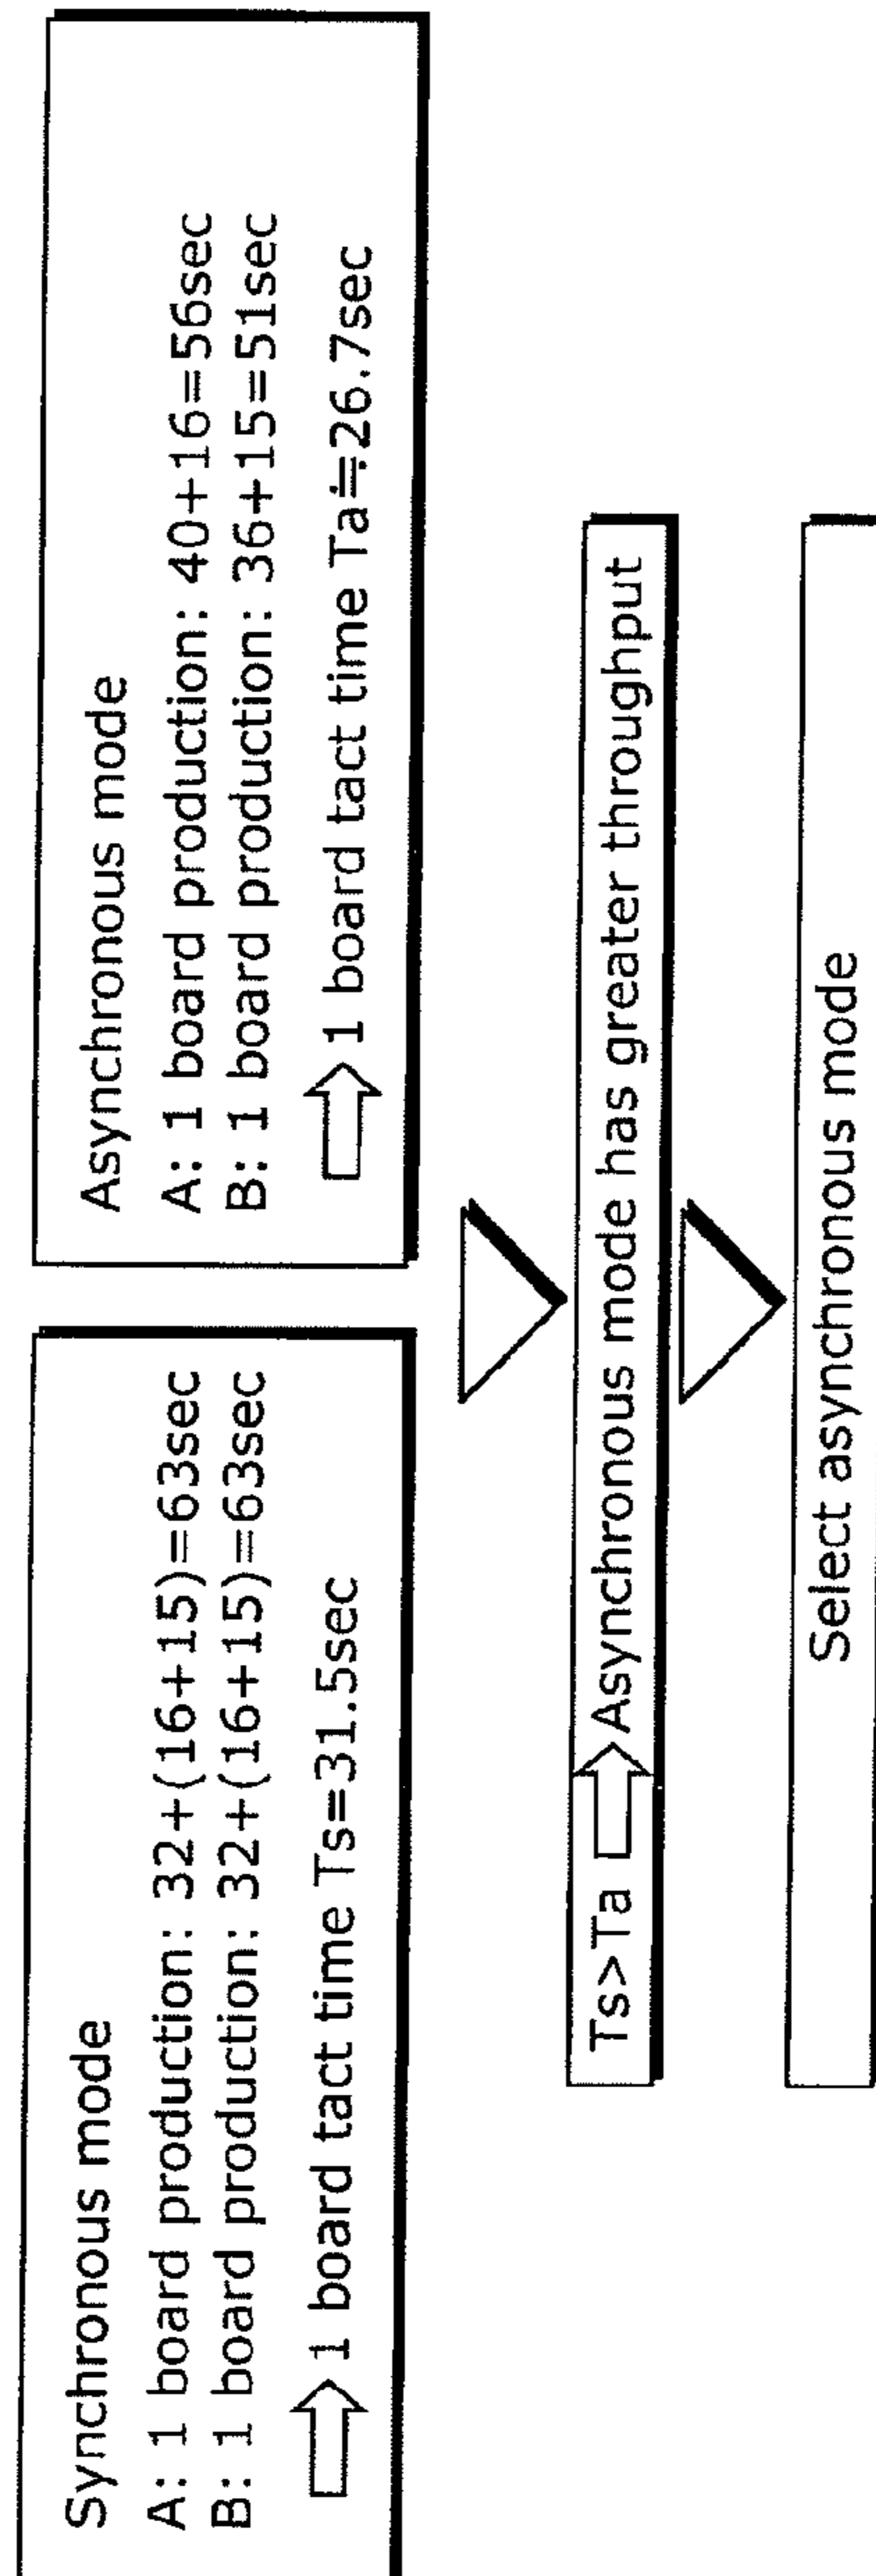 Synchronous mode
A: 1 board production: 32+(16+15)=63sec
B: 1 board production: 32+(16+15)=63sec
1 board tact time Ts=31.5sec
Asynchronous mode
A: 1 board production: 40+16=56sec
B: 1 board production: 36+15=51sec
1 board tact time Ta≒26.7sec
Ts>Ta Asynchronous mode has greater throughput
Select asynchronous mode